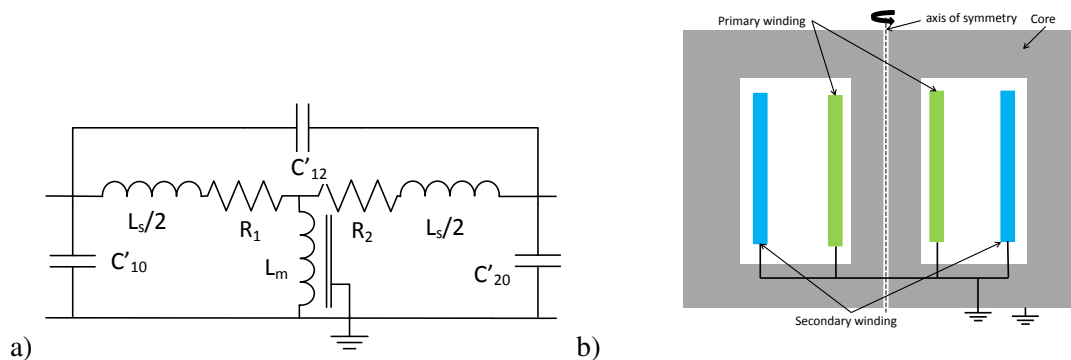 C'12
Ls/2
R1
R2
Ls/2
C'10
Lm
C'20
a)
Primary winding
axis of symmetry
Core
Secondary winding
b)